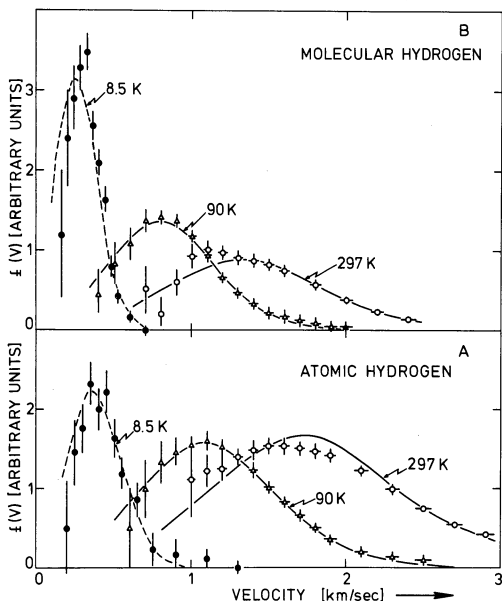 B
MOLECULAR HYDROGEN
8.5 K
90 K
297 K
£ (V) [ARBITRARY UNITS]
3
2
1
0
A
ATOMIC HYDROGEN
8.5 K
297 K
90 K
£ (V) [ARBITRARY UNITS]
2
1
0
0 1 2 3
VELOCITY [km/sec]